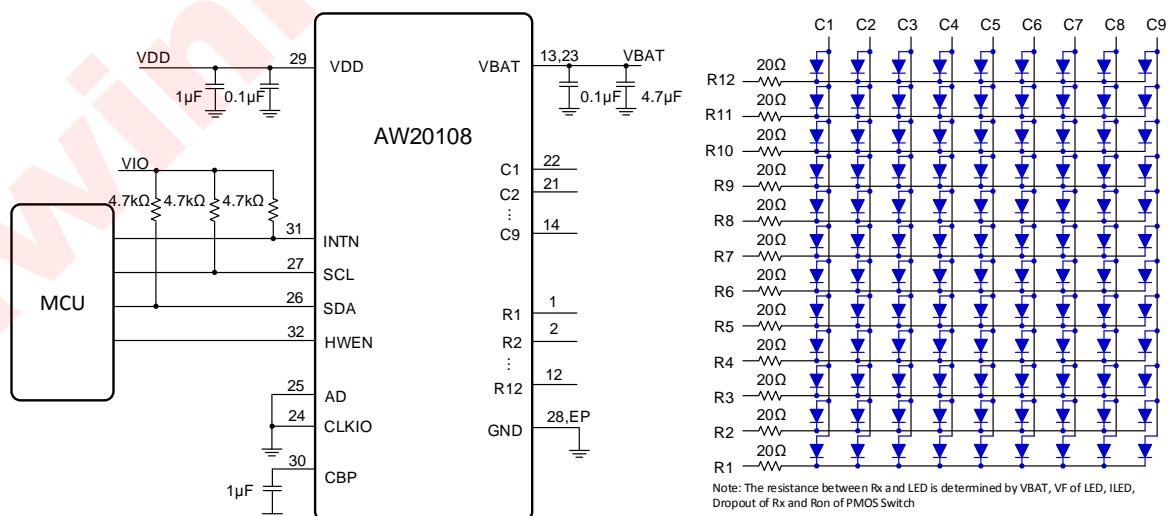 VDD
1µF
0.1µF
29
VDD
VBAT
13,23
VBAT
0.1µF
4.7µF
AW20108
VIO
4.7kΩ
4.7kΩ
4.7kΩ
MCU
31
INTN
27
SCL
26
SDA
32
HWEN
25
AD
24
CLKIO
30
CBP
1µF
C1
22
C2
21
⋮
C9
14
R1
1
R2
2
⋮
R12
12
GND
28,EP
C1 C2 C3 C4 C5 C6 C7 C8 C9
20Ω
R12
20Ω
R11
20Ω
R10
20Ω
R9
20Ω
R8
20Ω
R7
20Ω
R6
20Ω
R5
20Ω
R4
20Ω
R3
20Ω
R2
20Ω
R1
Note: The resistance between Rx and LED is determined by VBAT, VF of LED, ILED,
Dropout of Rx and Ron of PMOS Switch